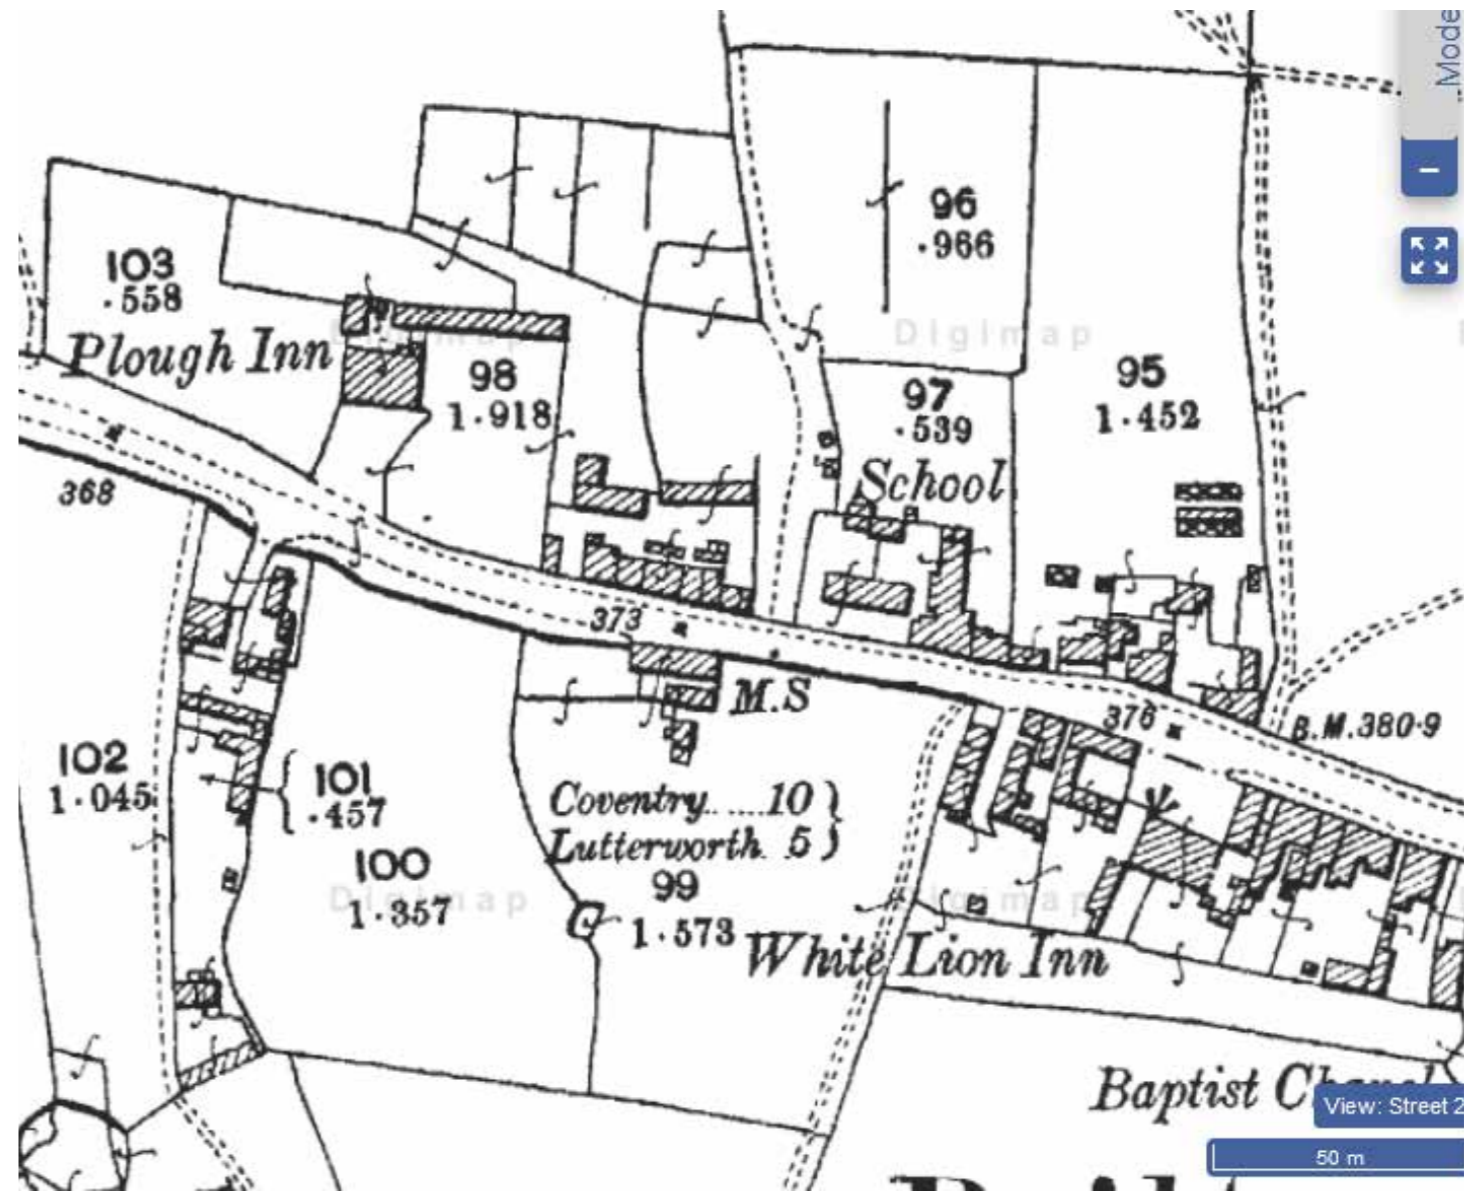 Mode
96
.966
103
.558
Plough Inn
Digimap
Digimap
98
1.918
97
.539
95
1.452
School
368
373
M.S
376
B.M.380.9
102
1.045
101
.457
Coventry.....10
Lutterworth. 5
100
1.357
99
1.573
Digimap
Digimap
White Lion Inn
Baptist Chapel
View: Street 2
50 m